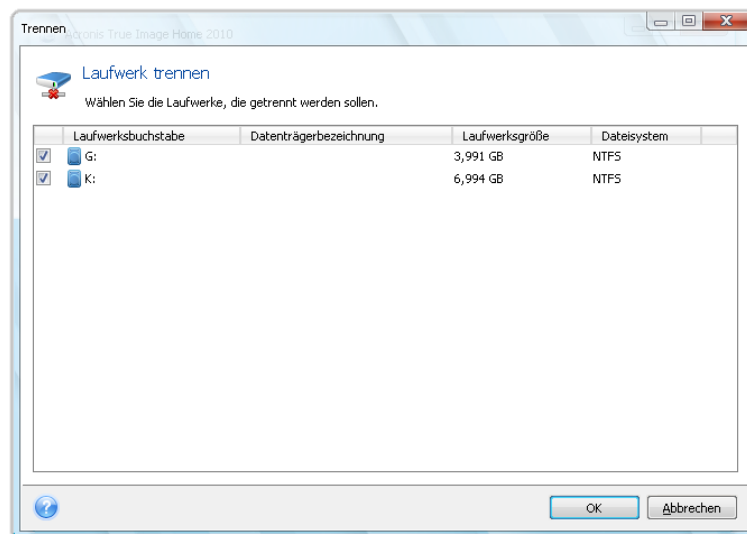 Trennen
Acronis True Image Home 2010
Laufwerk trennen
Wählen Sie die Laufwerke, die getrennt werden sollen.
Laufwerksbuchstabe Datenträgerbezeichnung Laufwerksgröße Dateisystem
G: 3,991 GB NTFS
K: 6,994 GB NTFS
OK Abbrechen